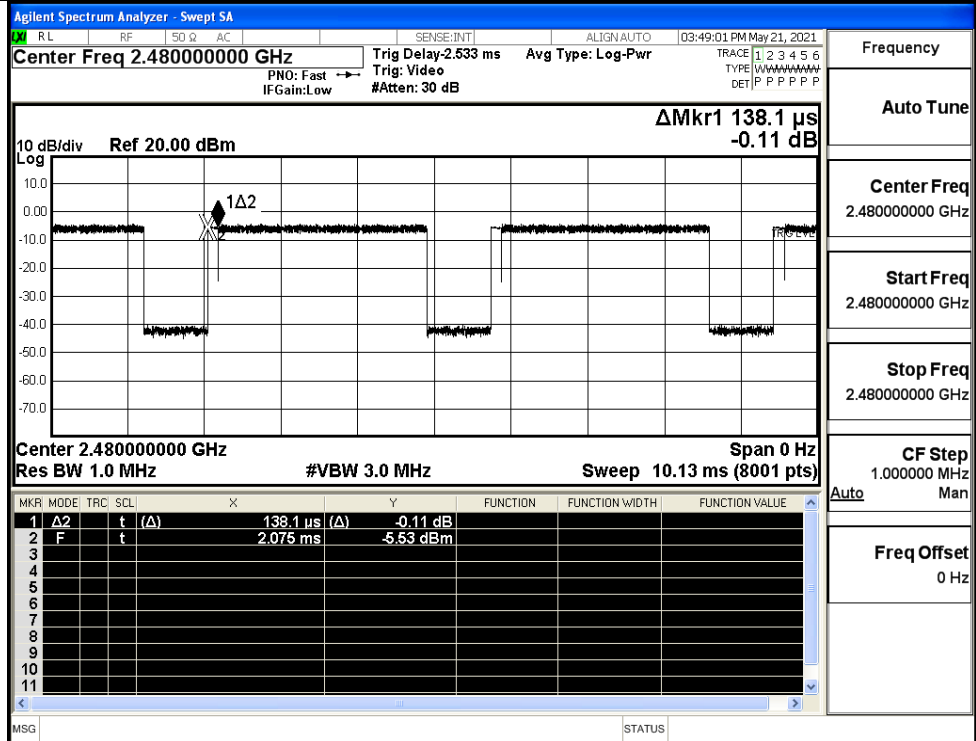 Agilent Spectrum Analyzer - Swept SA
LXI RL RF 50 Ω AC SENSE:INT ALIGN AUTO 03:49:01 PM May 21, 2021
Center Freq 2.480000000 GHz
PNO: Fast
IFGain:Low
Trig Delay-2.533 ms
Trig: Video
#Atten: 30 dB
Avg Type: Log-Pwr
TRACE 1 2 3 4 5 6
TYPE WWWWWW
DET P P P P P P
ΔMkr1 138.1 µs
-0.11 dB
10 dB/div Ref 20.00 dBm
Log
10.0
0.00
-10.0
-20.0
-30.0
-40.0
-50.0
-60.0
-70.0
1Δ2
2
TRIG LVL
Center 2.480000000 GHz Span 0 Hz
Res BW 1.0 MHz #VBW 3.0 MHz Sweep 10.13 ms (8001 pts)
MKR MODE TRC SCL X Y FUNCTION FUNCTION WIDTH FUNCTION VALUE
1 Δ2 t (Δ) 138.1 µs (Δ) -0.11 dB
2 F t 2.075 ms -5.53 dBm
3
4
5
6
7
8
9
10
11
MSG STATUS
Frequency
Auto Tune
Center Freq
2.480000000 GHz
Start Freq
2.480000000 GHz
Stop Freq
2.480000000 GHz
CF Step
1.000000 MHz
Auto Man
Freq Offset
0 Hz